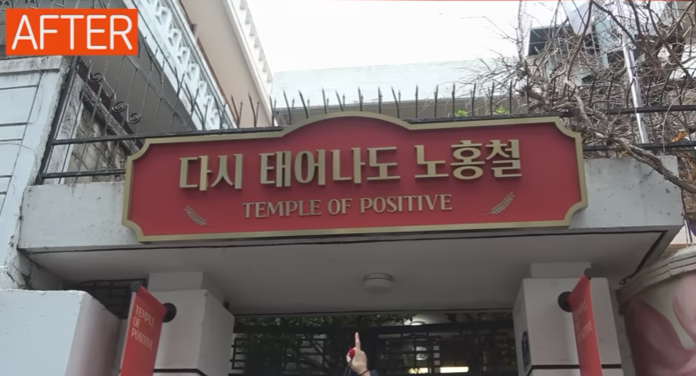 AFTER
다시 태어나도 노홍철
TEMPLE OF POSITIVE
TEMPLE
OF
POSITIVE